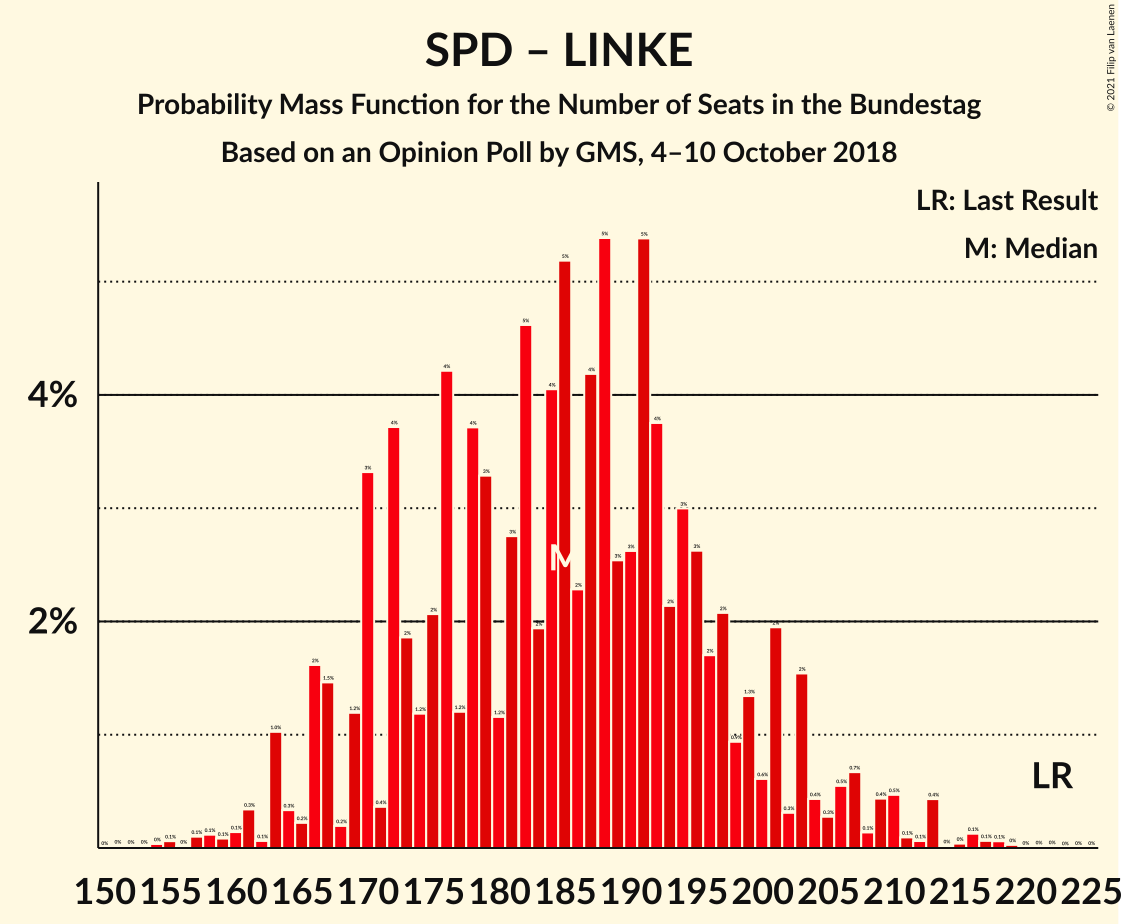 SPD – LINKE
Probability Mass Function for the Number of Seats in the Bundestag
Based on an Opinion Poll by GMS, 4–10 October 2018
© 2021 Filip van Laenen
LR: Last Result
M: Median
4%
2%
M
LR
150 155 160 165 170 175 180 185 190 195 200 205 210 215 220 225